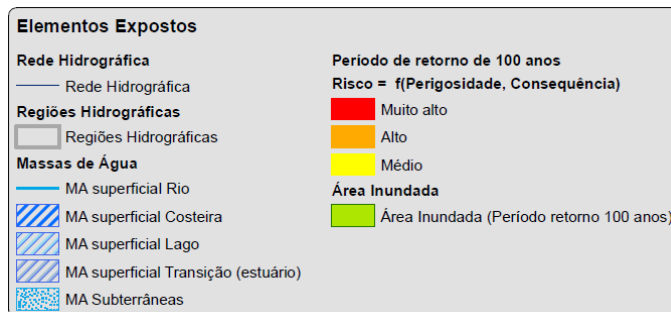 Elementos Expostos
Rede Hidrográfica
Rede Hidrográfica
Regiões Hidrográficas
Regiões Hidrográficas
Massas de Água
MA superficial Rio
MA superficial Costeira
MA superficial Lago
MA superficial Transição (estuário)
MA Subterrâneas
Período de retorno de 100 anos
Risco = f(Perigosidade, Consequência)
Muito alto
Alto
Médio
Área Inundada
Área Inundada (Período retorno 100 anos)